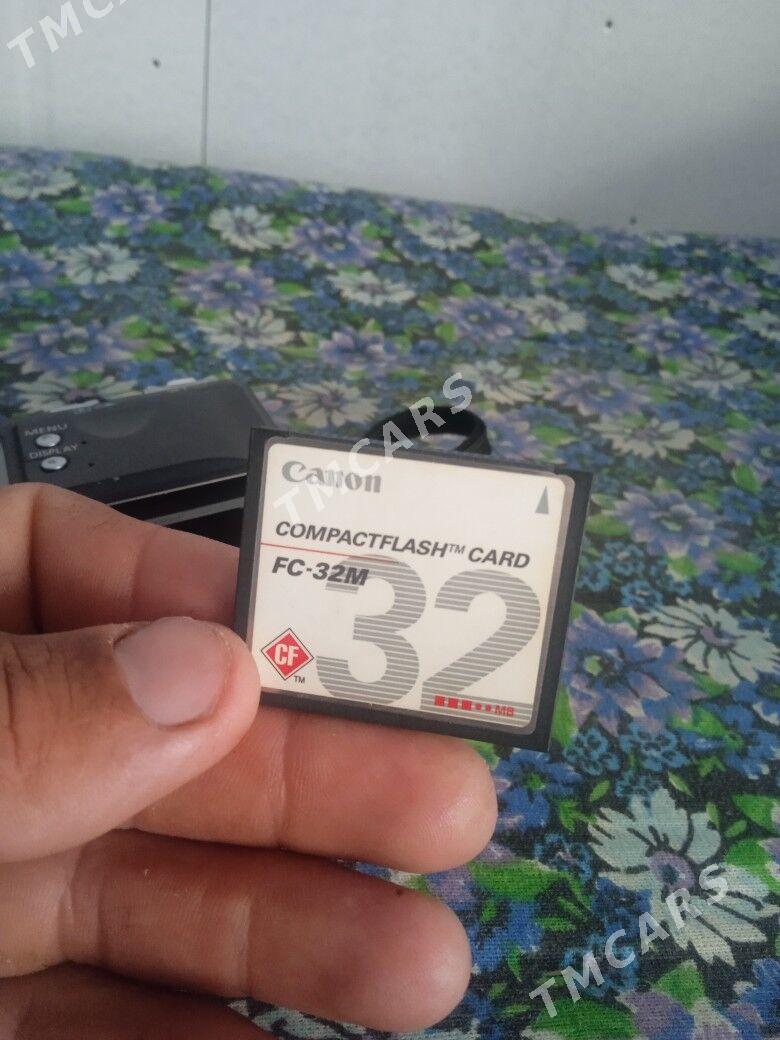 TMCARS
MENU
DISPLAY
TMCARS
Canon
COMPACTFLASH™ CARD
FC-32M
32
CF
TM
MB
TMCARS